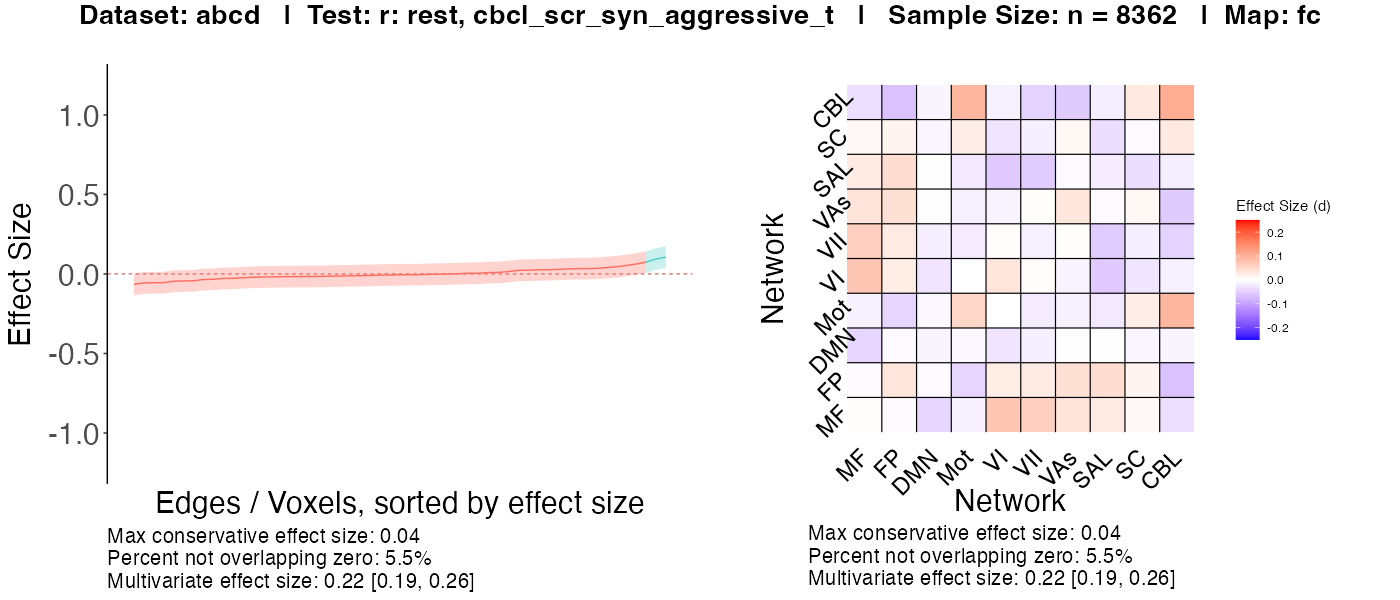 Dataset: abcd | Test: r: rest, cbcl_scr_syn_aggressive_t | Sample Size: n = 8362 | Map: fc
Effect Size
1.0
0.5
0.0
-0.5
-1.0
Edges / Voxels, sorted by effect size
Max conservative effect size: 0.04
Percent not overlapping zero: 5.5%
Multivariate effect size: 0.22 [0.19, 0.26]
Network
CBL
SC
SAL
VAs
VII
VI
Mot
DMN
FP
MF
MF FP DMN Mot VI VII VAs SAL SC CBL
Network
Max conservative effect size: 0.04
Percent not overlapping zero: 5.5%
Multivariate effect size: 0.22 [0.19, 0.26]
Effect Size (d)
0.2
0.1
0.0
-0.1
-0.2